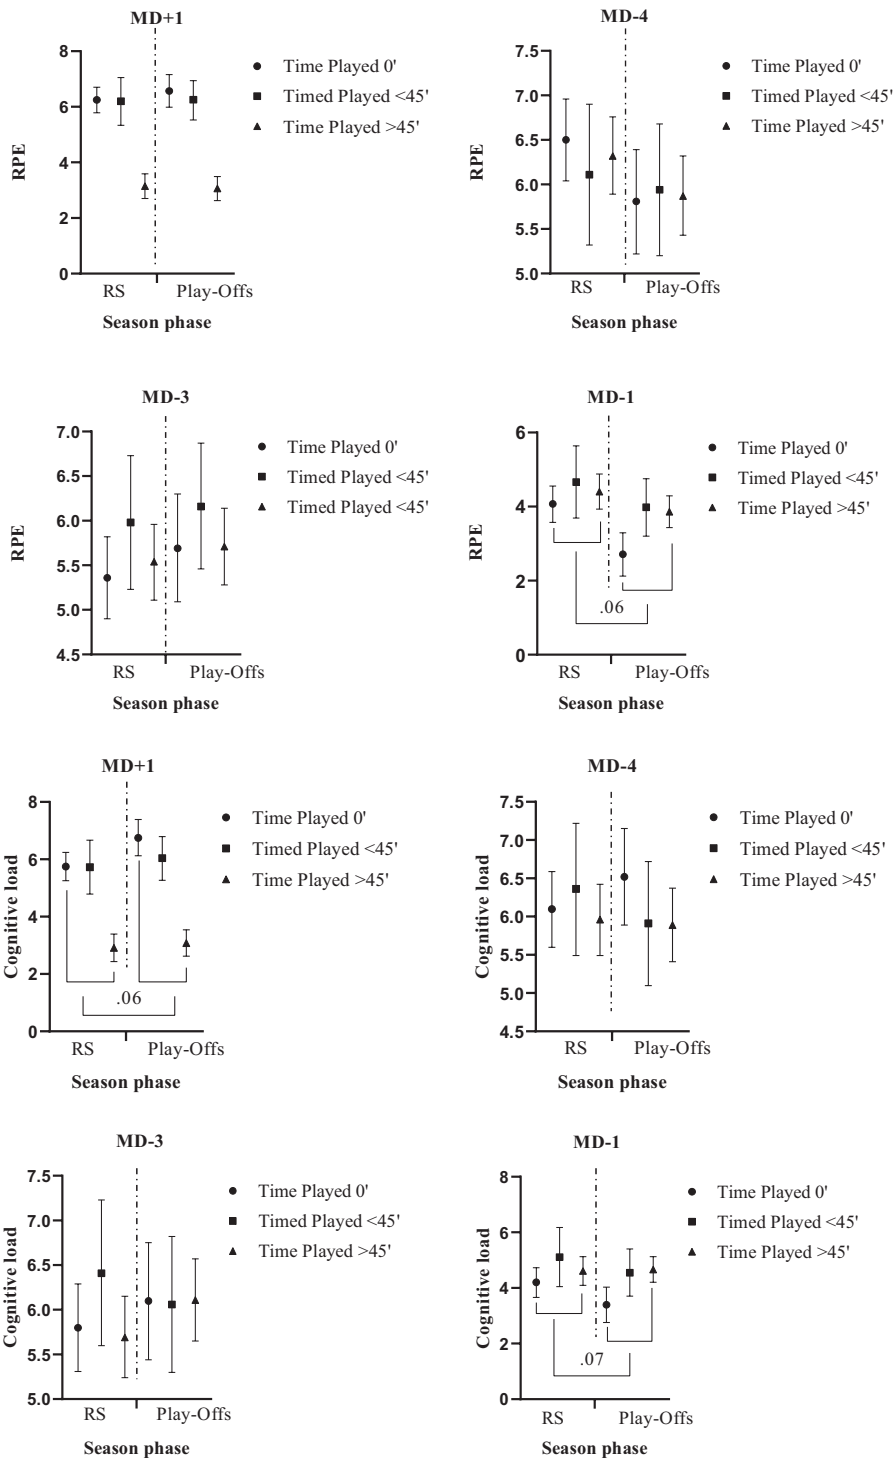 MD+1
8
6
4
2
0
RPE
RS
Play-Offs
Season phase
Time Played 0'
Timed Played <45'
Time Played >45'
MD-4
7.5
7.0
6.5
6.0
5.5
5.0
RPE
RS
Play-Offs
Season phase
Time Played 0'
Timed Played <45'
Time Played >45'
MD-3
7.0
6.5
6.0
5.5
5.0
4.5
RPE
RS
Play-Offs
Season phase
Time Played 0'
Timed Played <45'
Timed Played <45'
MD-1
6
4
2
0
RPE
.06
RS
Play-Offs
Season phase
Time Played 0'
Timed Played <45'
Time Played >45'
MD+1
8
6
4
2
0
Cognitive load
.06
RS
Play-Offs
Season phase
Time Played 0'
Timed Played <45'
Time Played >45'
MD-4
7.5
7.0
6.5
6.0
5.5
5.0
4.5
Cognitive load
RS
Play-Offs
Season phase
Time Played 0'
Timed Played <45'
Time Played >45'
MD-3
7.5
7.0
6.5
6.0
5.5
5.0
Cognitive load
RS
Play-Offs
Season phase
Time Played 0'
Timed Played <45'
Time Played >45'
MD-1
8
6
4
2
0
Cognitive load
.07
RS
Play-Offs
Season phase
Time Played 0'
Timed Played <45'
Time Played >45'